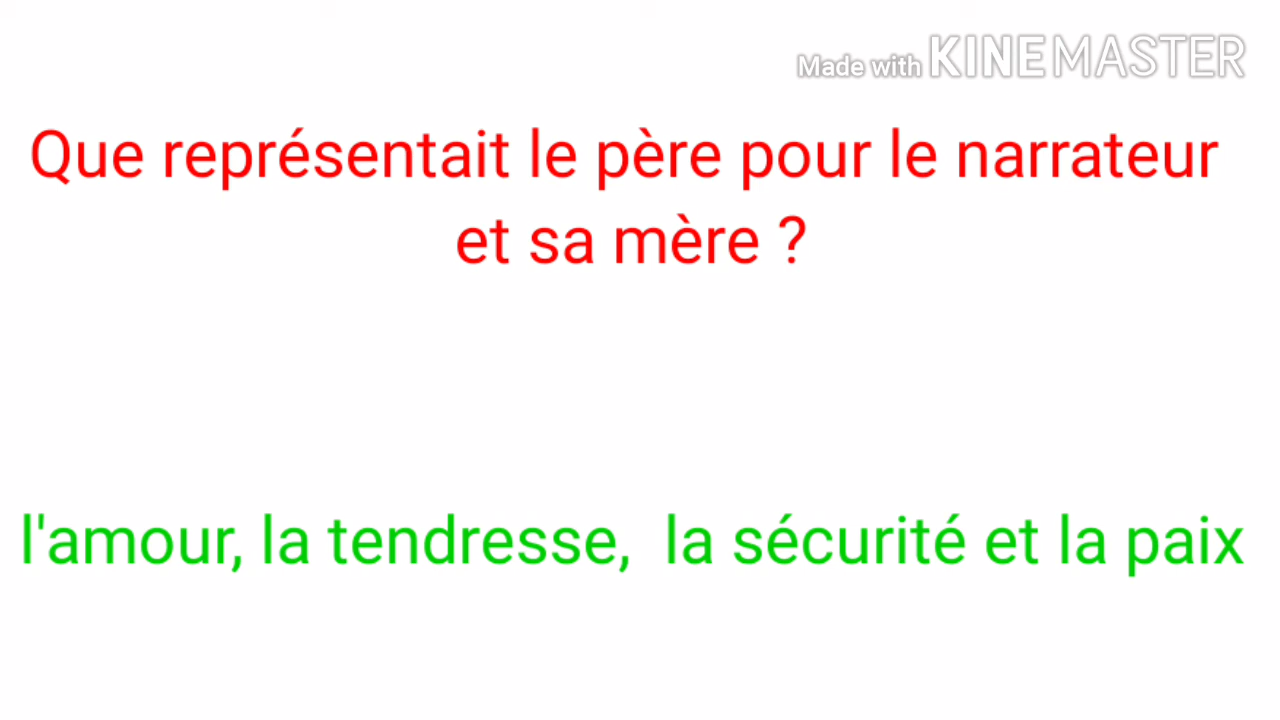 Made with KINEMASTER
Que représentait le père pour le narrateur
et sa mère ?
l'amour, la tendresse,  la sécurité et la paix